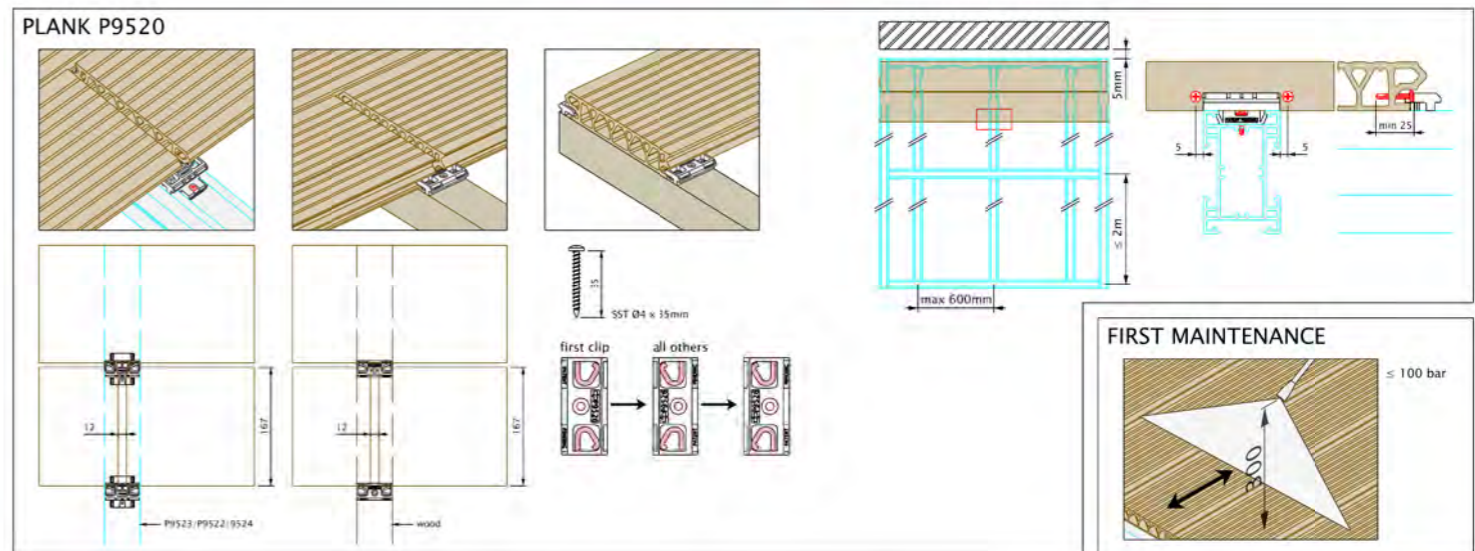 PLANK P9520
5mm
min 25
5
5
≤ 2m
max 600mm
35
SST Ø4 x 35mm
first clip
all others
12
167
12
167
P9523/P9522/9524
wood
FIRST MAINTENANCE
≤ 100 bar
300